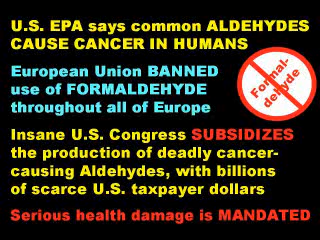 U.S. EPA says common ALDEHYDES
CAUSE CANCER IN HUMANS
European Union BANNED
use of FORMALDEHYDE
throughout all of Europe
Formal-
dehyde
Insane U.S. Congress SUBSIDIZES
the production of deadly cancer-
causing Aldehydes, with billions
of scarce U.S. taxpayer dollars
Serious health damage is MANDATED